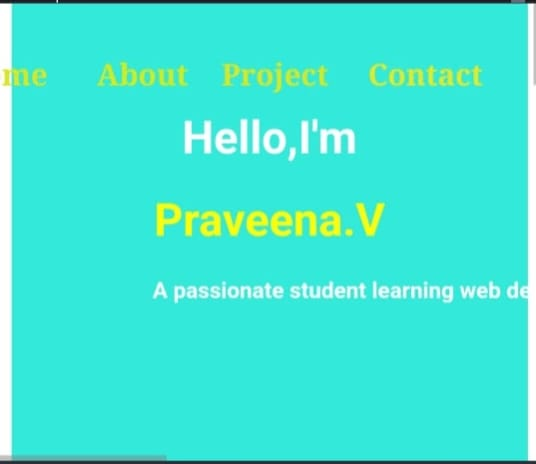 me About Project Contact
Hello,I'm
Praveena.V
A passionate student learning web de